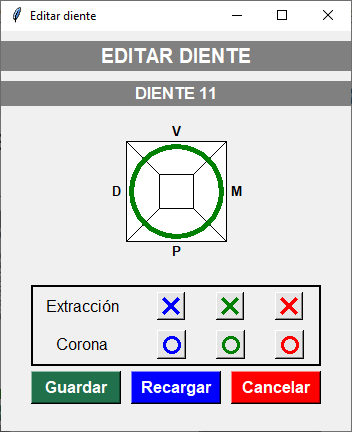 Editar diente
EDITAR DIENTE
DIENTE 11
V
D M
P
Extracción
Corona
Guardar Recargar Cancelar